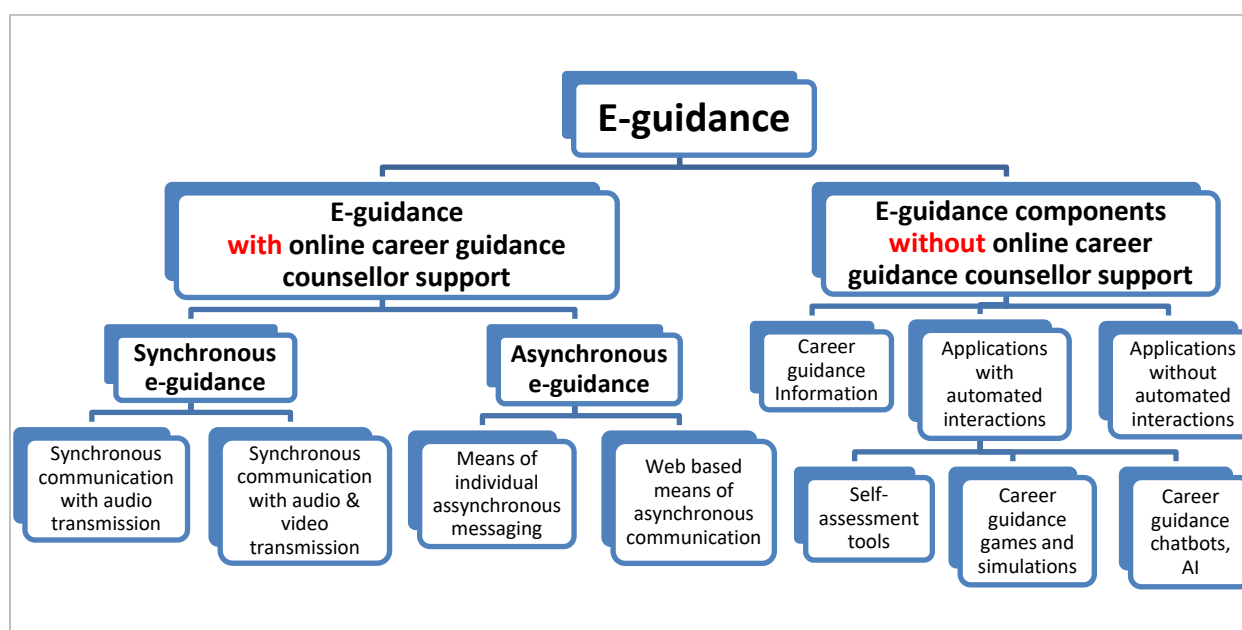 E-guidance
E-guidance
with online career guidance
counsellor support
E-guidance components
without online career
guidance counsellor support
Synchronous
e-guidance
Asynchronous
e-guidance
Career
guidance
Information
Applications
with
automated
interactions
Applications
without
automated
interactions
Synchronous
communication
with audio
transmission
Synchronous
communication
with audio &
video
transmission
Means of
individual
assynchronous
messaging
Web based
means of
asynchronous
communication
Self-
assessment
tools
Career
guidance
games and
simulations
Career
guidance
chatbots,
AI